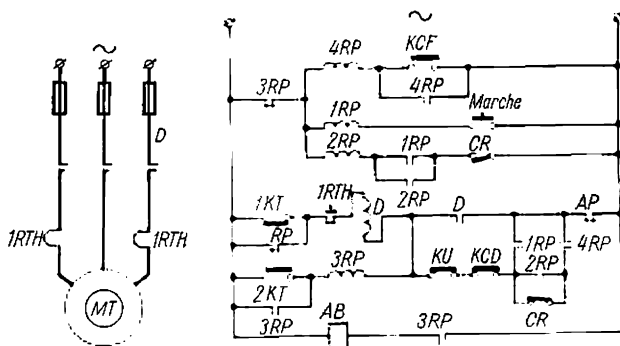 KCF
4RP
4RP
3RP
Marche
1RP
D
2RP
1RP
CR
2RP
1RTH
1KT
D
D
AP
1RTH
1RTH
RP
1RP
4RP
3RP
KU
KCD
2RP
2KT
MT
3RP
AB
3RP
CR